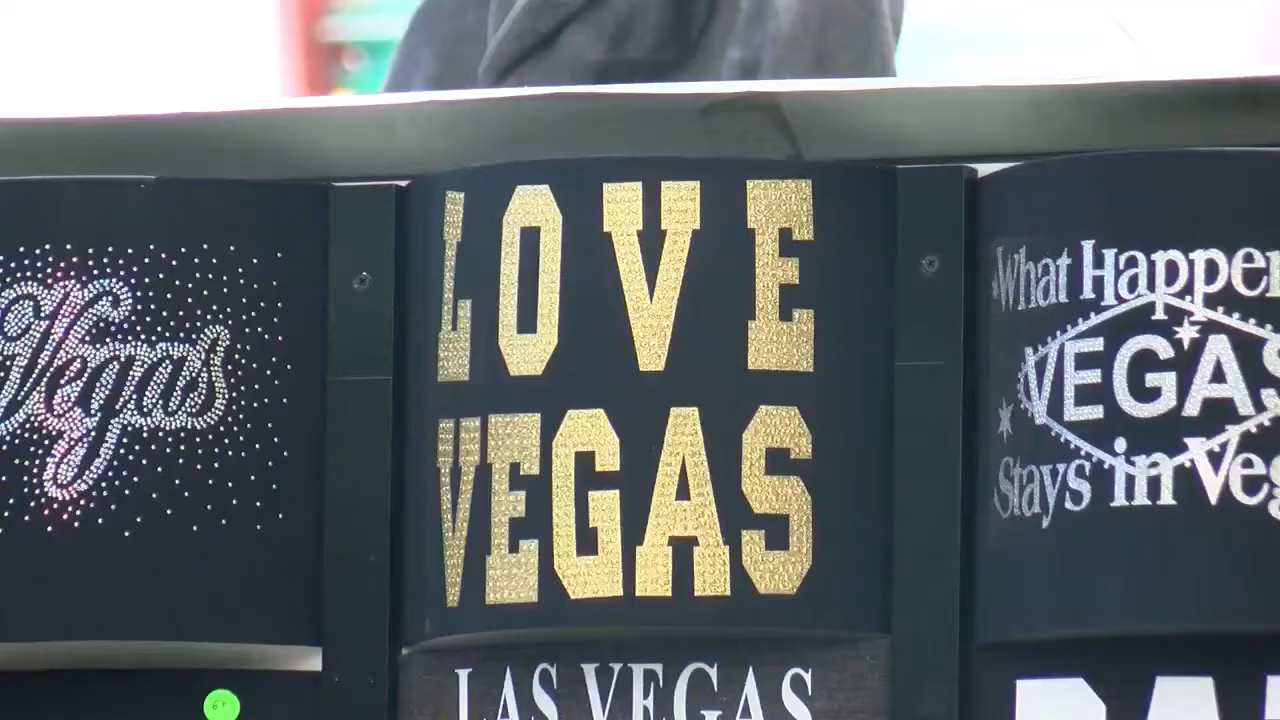 Vegas
LOVE
VEGAS
LAS VEGAS
What Happen
VEGAS
Stays in Veg